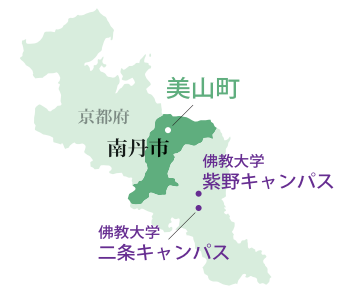 美山町
京都府
南丹市
佛教大学
紫野キャンパス
佛教大学
二条キャンパス